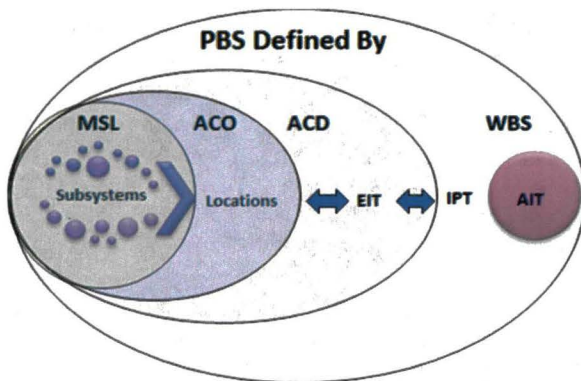 PBS Defined By
MSL ACO ACD WBS
Subsystems Locations EIT IPT AIT